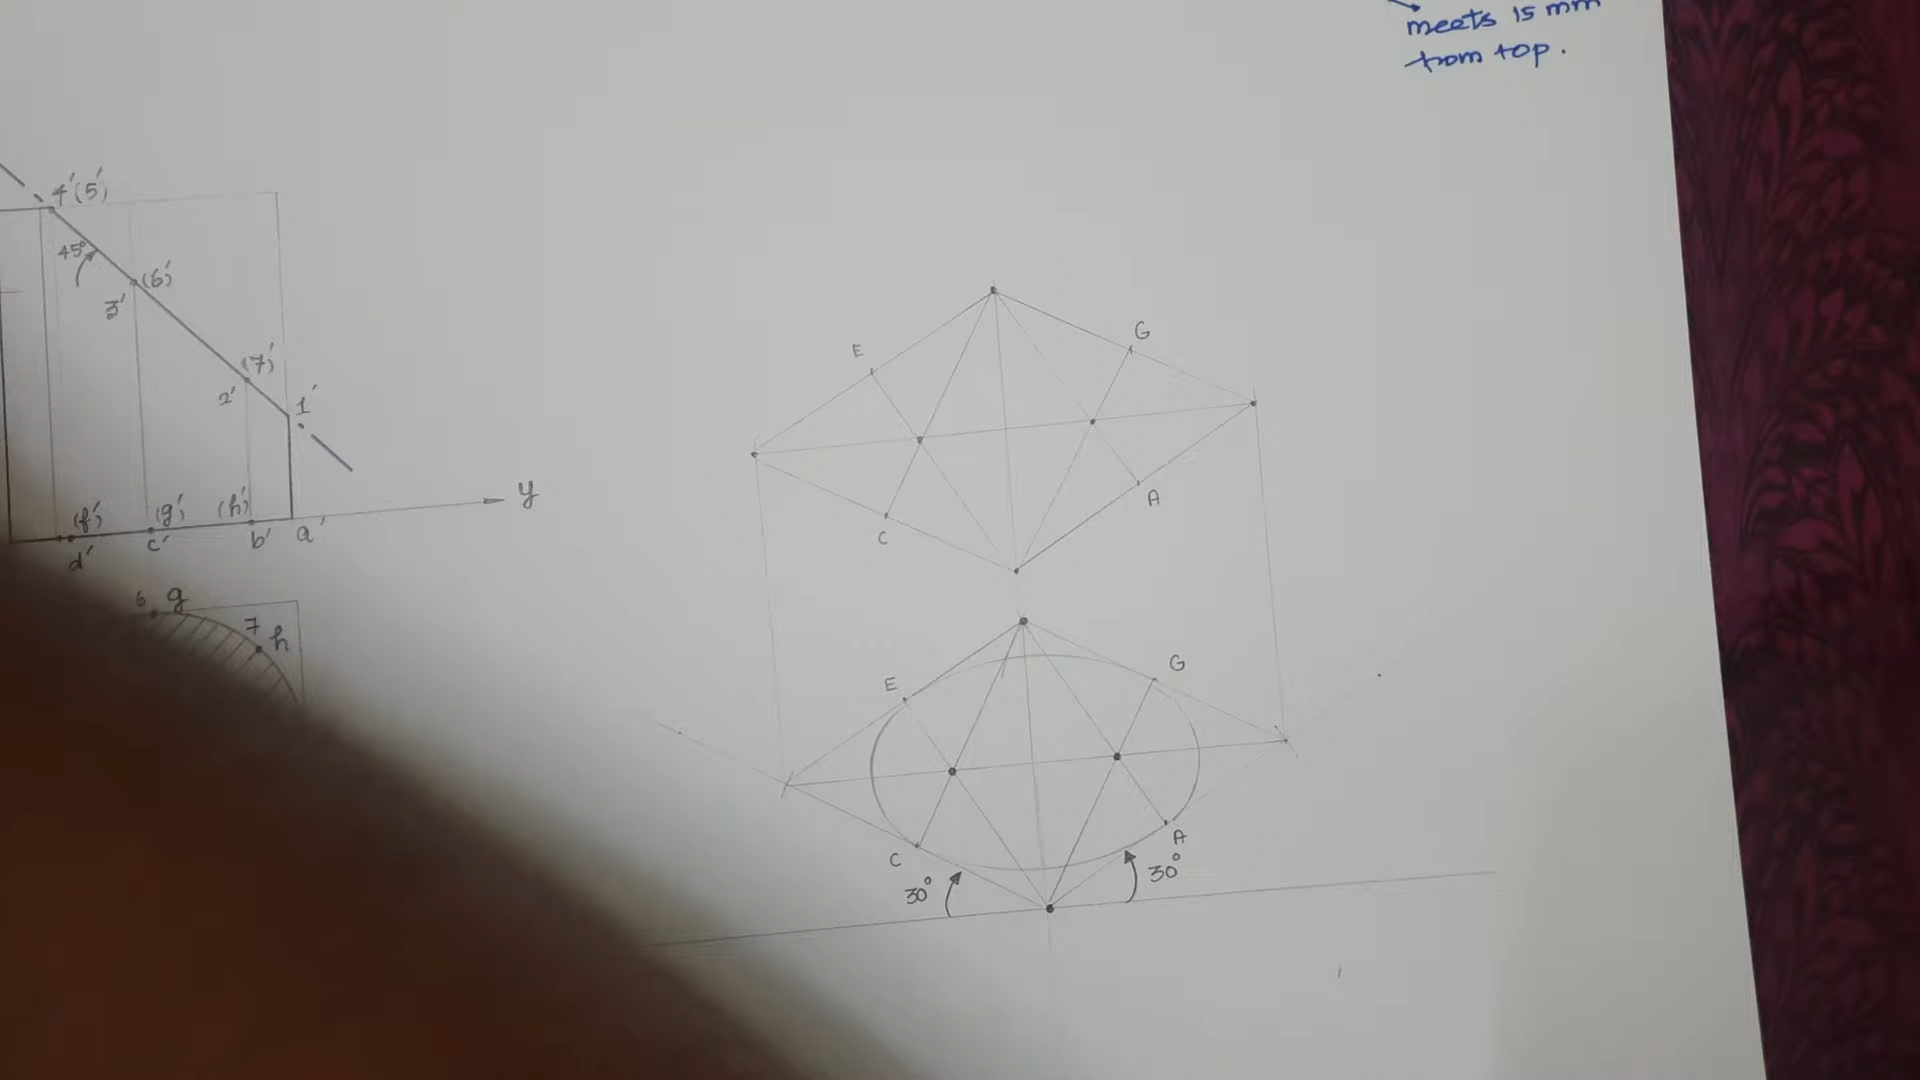 meets 15 mm
from top.
4'(5')
45°
(6')
3'
(7')
2'
1'
y
(f')
(g')
(h')
d'
c'
b'
a'
6 g
7
h
E
G
C
A
E
G
C
A
30°
30°